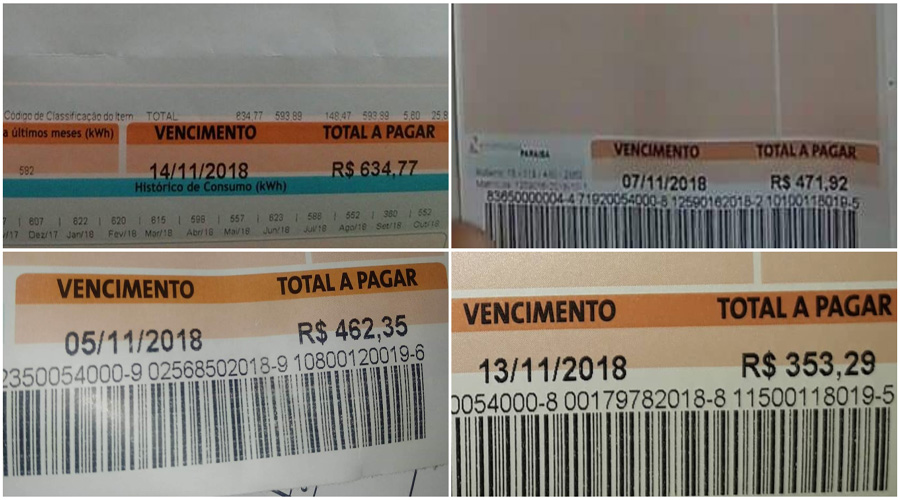 Código de Classificação do Item TOTAL 634,77 593,89 148,47 593,89 5,80 25,8
a últimos meses (kWh) VENCIMENTO TOTAL A PAGAR
592 14/11/2018 R$ 634,77
Histórico de Consumo (kWh)
607 | 622 | 620 | 615 | 598 | 557 | 623 | 588 | 552 | 380 | 552
/17 Dez/17 Jan/18 Fev/18 Mar/18 Abr/18 Mai/18 Jun/18 Jul/18 Ago/18 Set/18 Out/18
PARAÍBA VENCIMENTO TOTAL A PAGAR
07/11/2018 R$ 471,92
83650000004-4 71920054000-8 12590162018-2 10100118019-5
VENCIMENTO TOTAL A PAGAR
05/11/2018 R$ 462,35
2350054000-9 02568502018-9 10800120019-6
VENCIMENTO TOTAL A PAGAR
13/11/2018 R$ 353,29
0054000-8 00179782018-8 11500118019-5